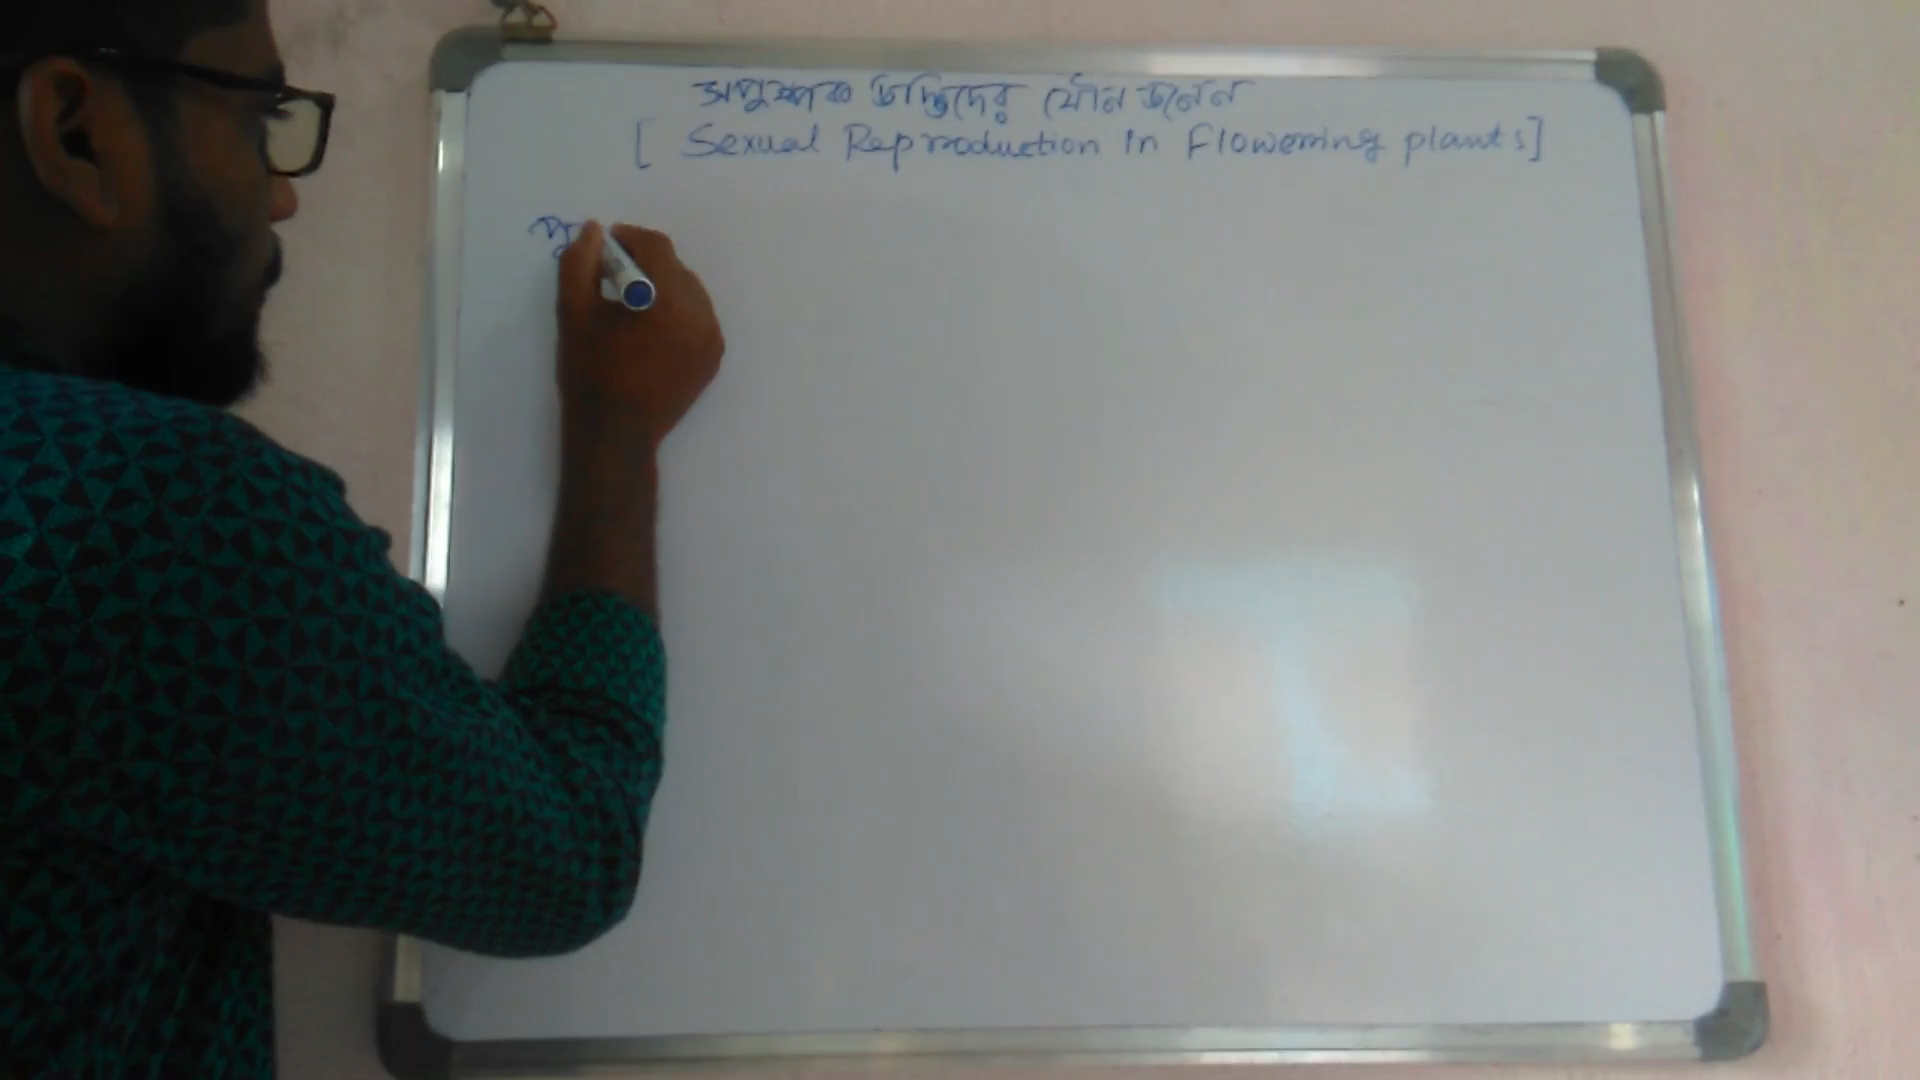 সপুষ্পক উদ্ভিদের যৌন জনন
[ Sexual Reproduction in Flowering plants]
পু